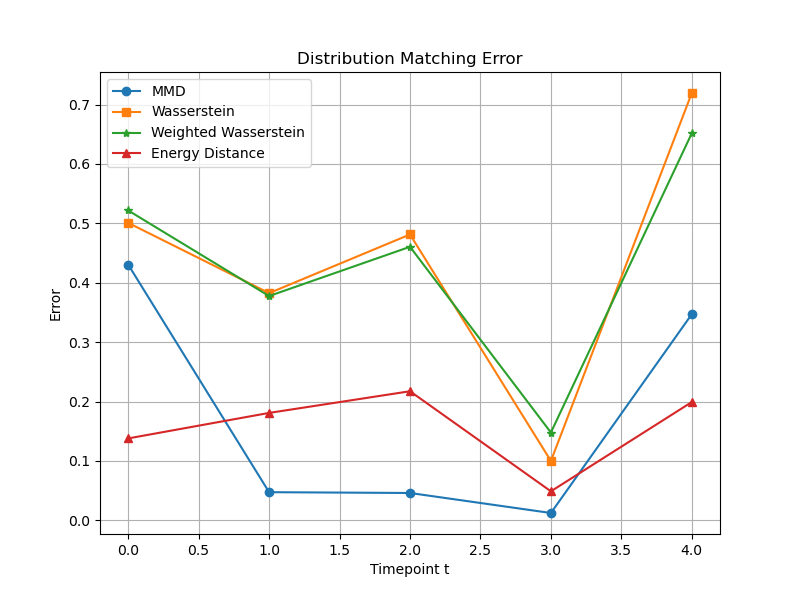 Distribution Matching Error
MMD
Wasserstein
Weighted Wasserstein
Energy Distance
Error
0.7
0.6
0.5
0.4
0.3
0.2
0.1
0.0
0.0 0.5 1.0 1.5 2.0 2.5 3.0 3.5 4.0
Timepoint t